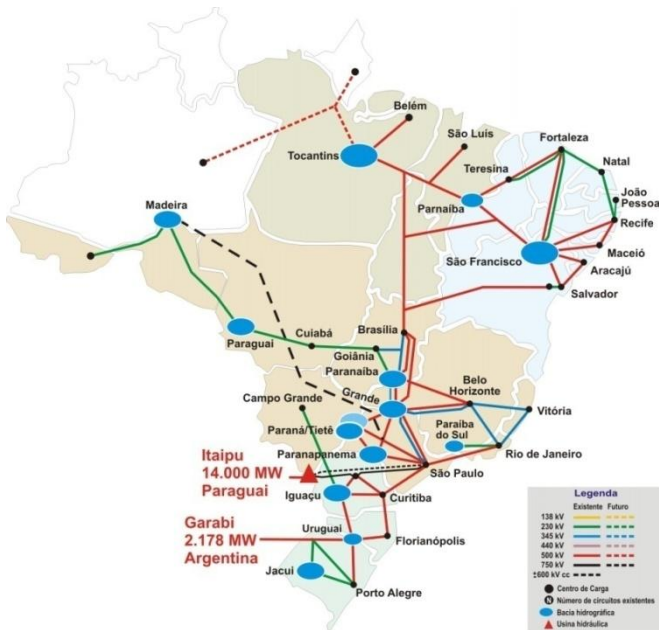 Belém
São Luís
Fortaleza
Tocantins
Teresina
Natal
Parnaíba
João
Pessoa
Recife
Madeira
São Francisco
Maceió
Aracajú
Salvador
Paraguai
Cuiabá
Brasília
Goiânia
Paranaíba
Belo
Horizonte
Campo Grande
Grande
Vitória
Paraná/Tietê
Paraíba
do Sul
Itaipu
14.000 MW
Paraguai
Paranapanema
São Paulo
Rio de Janeiro
Iguaçu
Curitiba
Garabi
2.178 MW
Argentina
Uruguai
Florianópolis
Jacui
Porto Alegre
Legenda
Existente Futuro
138 kV
230 kV
345 kV
440 kV
500 kV
750 kV
±600 kV cc
Centro de Carga
N Número de circuitos existentes
Bacia hidrográfica
Usina hidráulica